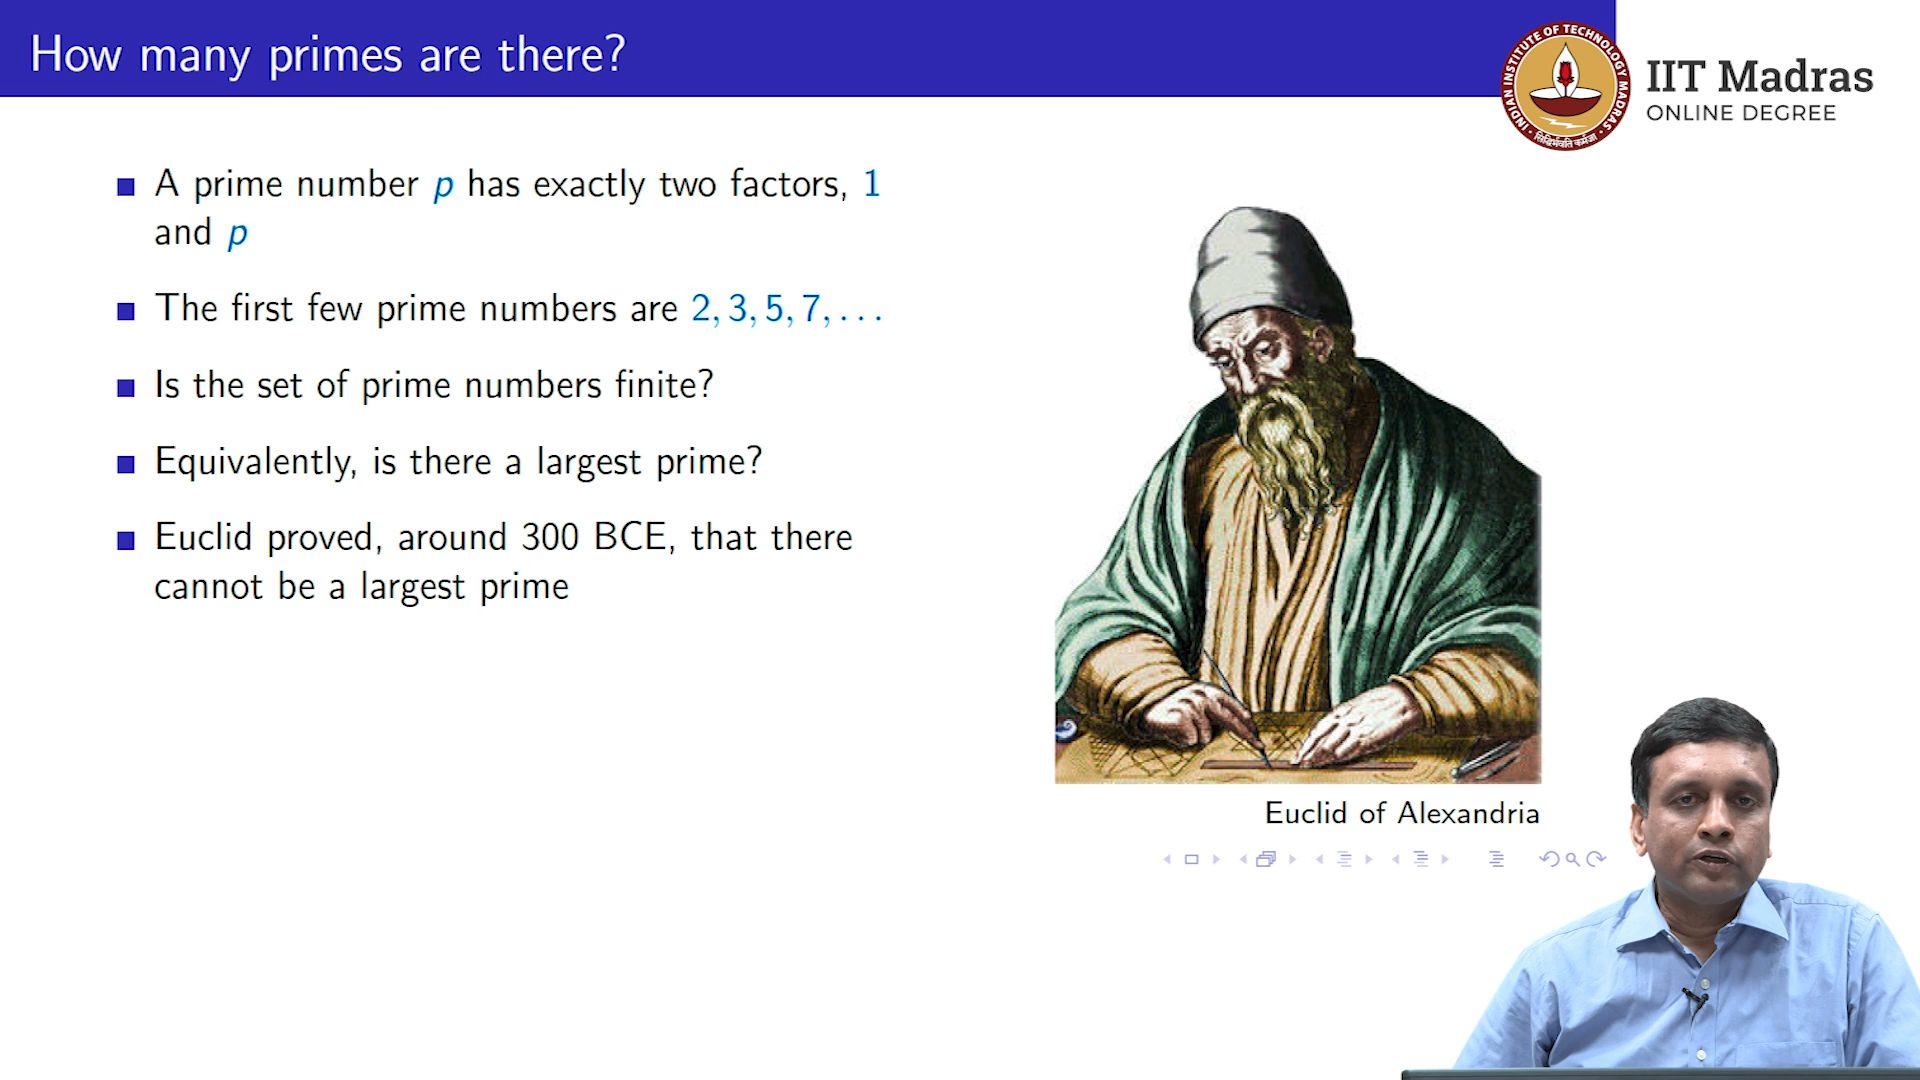 How many primes are there?
INDIAN INSTITUTE OF TECHNOLOGY MADRAS
सिद्धिर्भवति कर्मजा
IIT Madras
ONLINE DEGREE
A prime number p has exactly two factors, 1
and p
The first few prime numbers are 2, 3, 5, 7, . . .
Is the set of prime numbers finite?
Equivalently, is there a largest prime?
Euclid proved, around 300 BCE, that there
cannot be a largest prime
Euclid of Alexandria